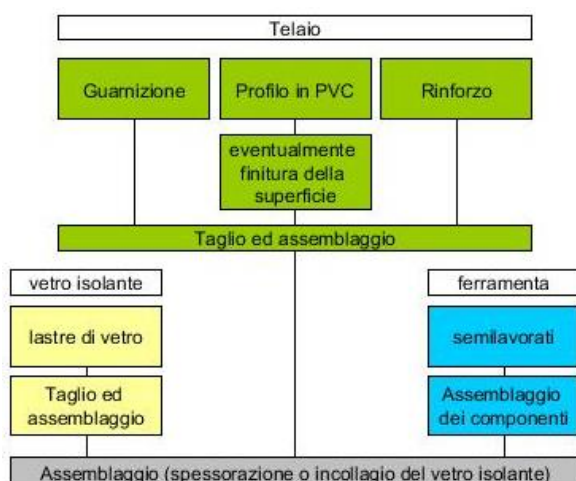 Telaio
Guarnizione
Profilo in PVC
Rinforzo
eventualmente
finitura della
superficie
Taglio ed assemblaggio
vetro isolante
ferramenta
lastre di vetro
semilavorati
Taglio ed
assemblaggio
Assemblaggio
dei componenti
Assemblaggio (spessorazione o incollagio del vetro isolante)